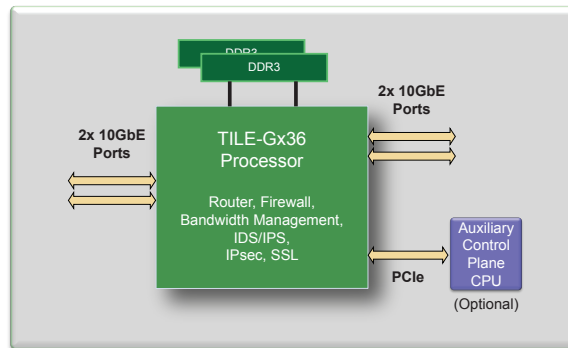 DDR3
DDR3
2x 10GbE
Ports
2x 10GbE
Ports
TILE-Gx36
Processor
Router, Firewall,
Bandwidth Management,
IDS/IPS,
IPsec, SSL
PCIe
Auxiliary
Control
Plane
CPU
(Optional)